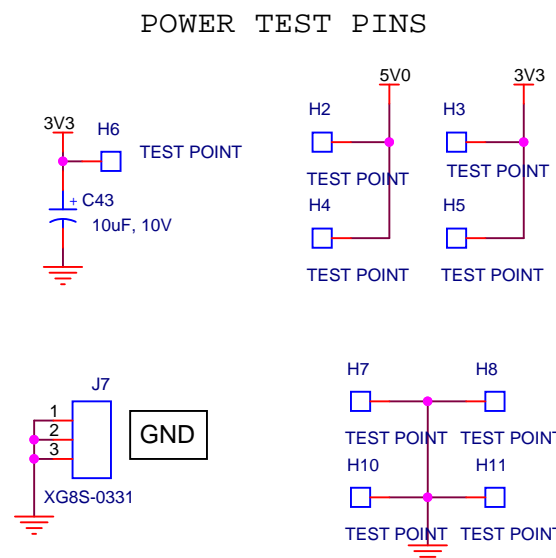 POWER TEST PINS
5V0
3V3
H2
H3
3V3
H6
TEST POINT
TEST POINT
TEST POINT
+ C43
10uF, 10V
H4
H5
TEST POINT
TEST POINT
J7
1
2
3
GND
XG8S-0331
H7
H8
TEST POINT
TEST POINT
H10
H11
TEST POINT
TEST POINT